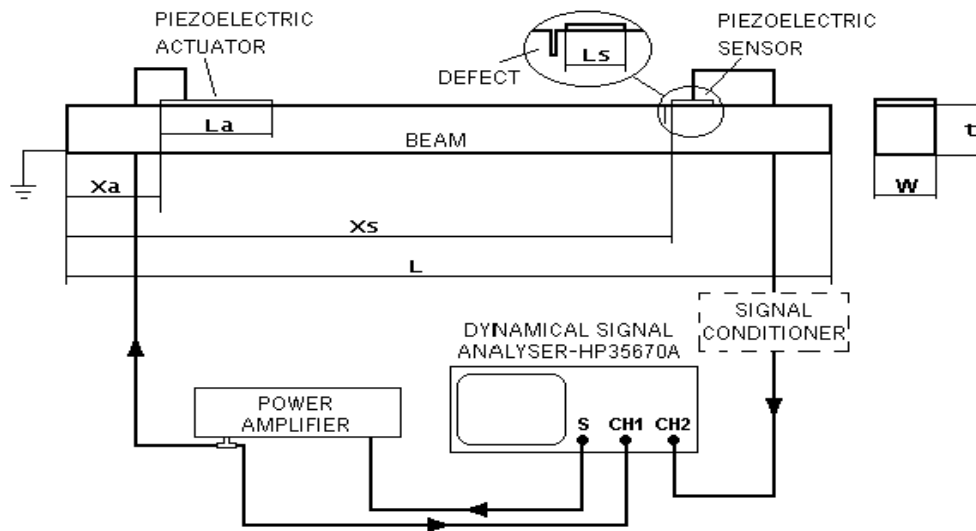 PIEZOELECTRIC
ACTUATOR
DEFECT
Ls
PIEZOELECTRIC
SENSOR
La
BEAM
t
W
Xa
Xs
L
SIGNAL
CONDITIONER
DYNAMICAL SIGNAL
ANALYSER-HP35670A
POWER
AMPLIFIER
S CH1 CH2